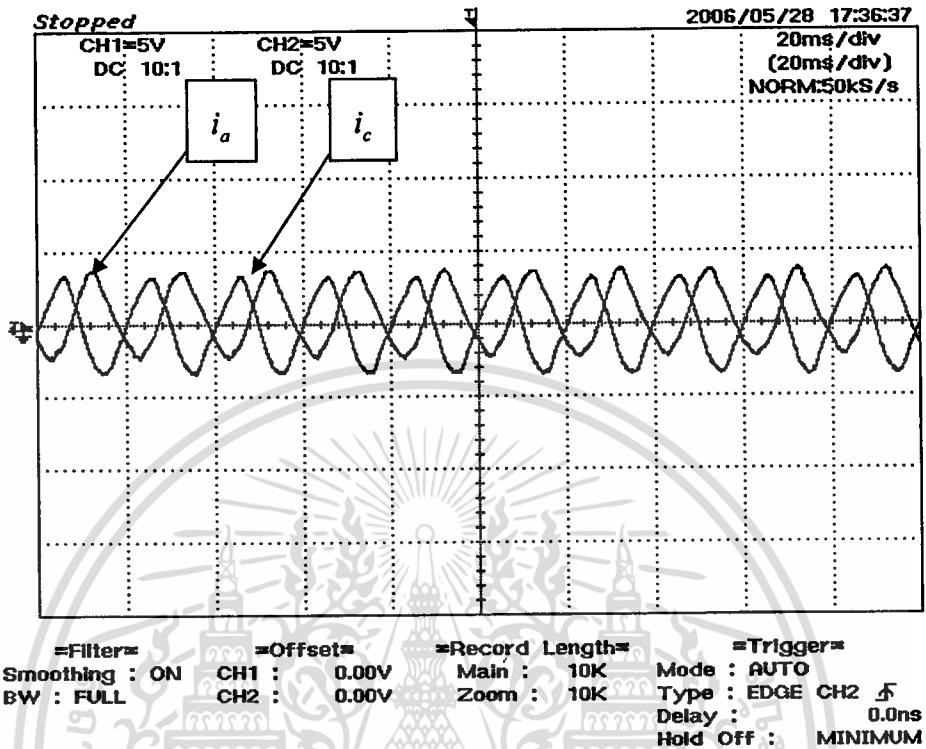 Stopped
2006/05/28 17:36:37
CH1=5V
DC 10:1
CH2=5V
DC 10:1
20ms/div
(20ms/div)
NORM:50kS/s
T
i_a
i_c
=Filter=
Smoothing : ON
BW : FULL
=Offset=
CH1 : 0.00V
CH2 : 0.00V
=Record Length=
Main : 10K
Zoom : 10K
=Trigger=
Mode : AUTO
Type : EDGE CH2
Delay : 0.0ns
Hold Off : MINIMUM